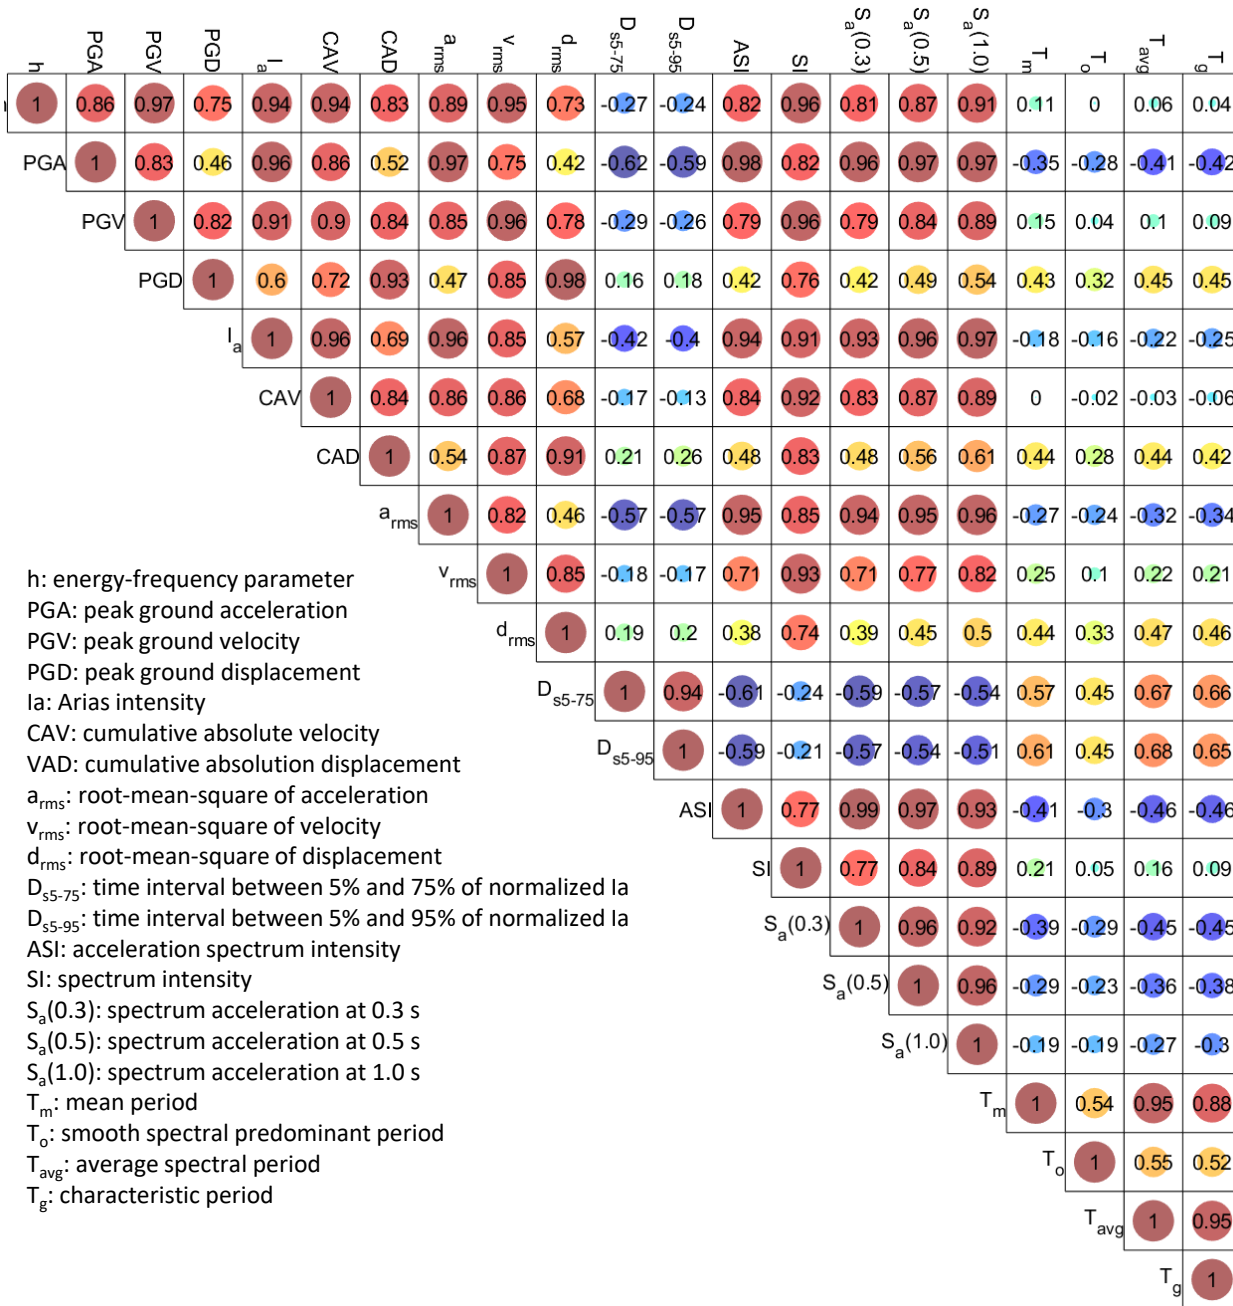 h PGA PGV PGD Ia CAV CAD arms vrms drms Ds5-75 Ds5-95 ASI SI Sa(0.3) Sa(0.5) Sa(1.0) Tm To Tavg Tg
1 0.86 0.97 0.75 0.94 0.94 0.83 0.89 0.95 0.73 -0.27 -0.24 0.82 0.96 0.81 0.87 0.91 0.11 0 0.06 0.04
PGA 1 0.83 0.46 0.96 0.86 0.52 0.97 0.75 0.42 -0.62 -0.59 0.98 0.82 0.96 0.97 0.97 -0.35 -0.28 -0.41 -0.42
PGV 1 0.82 0.91 0.9 0.84 0.85 0.96 0.78 -0.29 -0.26 0.79 0.96 0.79 0.84 0.89 0.15 0.04 0.1 0.09
PGD 1 0.6 0.72 0.93 0.47 0.85 0.98 0.16 0.18 0.42 0.76 0.42 0.49 0.54 0.43 0.32 0.45 0.45
Ia 1 0.96 0.69 0.96 0.85 0.57 -0.42 -0.4 0.94 0.91 0.93 0.96 0.97 -0.18 -0.16 -0.22 -0.25
CAV 1 0.84 0.86 0.86 0.68 -0.17 -0.13 0.84 0.92 0.83 0.87 0.89 0 -0.02 -0.03 -0.06
CAD 1 0.54 0.87 0.91 0.21 0.26 0.48 0.83 0.48 0.56 0.61 0.44 0.28 0.44 0.42
arms 1 0.82 0.46 -0.57 -0.57 0.95 0.85 0.94 0.95 0.96 -0.27 -0.24 -0.32 -0.34
vrms 1 0.85 -0.18 -0.17 0.71 0.93 0.71 0.77 0.82 0.25 0.1 0.22 0.21
drms 1 0.19 0.2 0.38 0.74 0.39 0.45 0.5 0.44 0.33 0.47 0.46
Ds5-75 1 0.94 -0.61 -0.24 -0.59 -0.57 -0.54 0.57 0.45 0.67 0.66
Ds5-95 1 -0.59 -0.21 -0.57 -0.54 -0.51 0.61 0.45 0.68 0.65
ASI 1 0.77 0.99 0.97 0.93 -0.41 -0.3 -0.46 -0.46
SI 1 0.77 0.84 0.89 0.21 0.05 0.16 0.09
Sa(0.3) 1 0.96 0.92 -0.39 -0.29 -0.45 -0.45
Sa(0.5) 1 0.96 -0.29 -0.23 -0.36 -0.38
Sa(1.0) 1 -0.19 -0.19 -0.27 -0.3
Tm 1 0.54 0.95 0.88
To 1 0.55 0.52
Tavg 1 0.95
Tg 1
h: energy-frequency parameter
PGA: peak ground acceleration
PGV: peak ground velocity
PGD: peak ground displacement
Ia: Arias intensity
CAV: cumulative absolute velocity
VAD: cumulative absolution displacement
arms: root-mean-square of acceleration
vrms: root-mean-square of velocity
drms: root-mean-square of displacement
Ds5-75: time interval between 5% and 75% of normalized Ia
Ds5-95: time interval between 5% and 95% of normalized Ia
ASI: acceleration spectrum intensity
SI: spectrum intensity
Sa(0.3): spectrum acceleration at 0.3 s
Sa(0.5): spectrum acceleration at 0.5 s
Sa(1.0): spectrum acceleration at 1.0 s
Tm: mean period
To: smooth spectral predominant period
Tavg: average spectral period
Tg: characteristic period